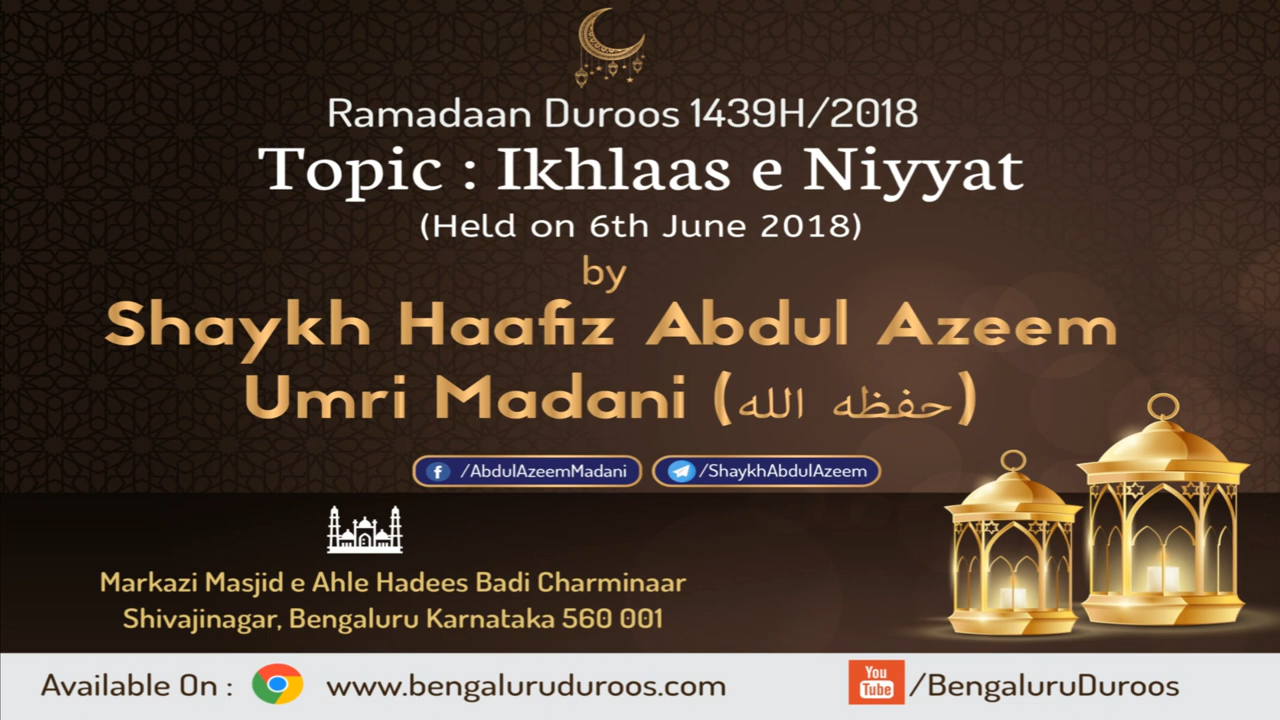 Ramadaan Duroos 1439H/2018
Topic : Ikhlaas e Niyyat
(Held on 6th June 2018)
by
Shaykh Haafiz Abdul Azeem
Umri Madani (حفظه الله)
f /AbdulAzeemMadani /ShaykhAbdulAzeem
Markazi Masjid e Ahle Hadees Badi Charminaar
Shivajinagar, Bengaluru Karnataka 560 001
Available On : www.bengaluruduroos.com You Tube /BengaluruDuroos